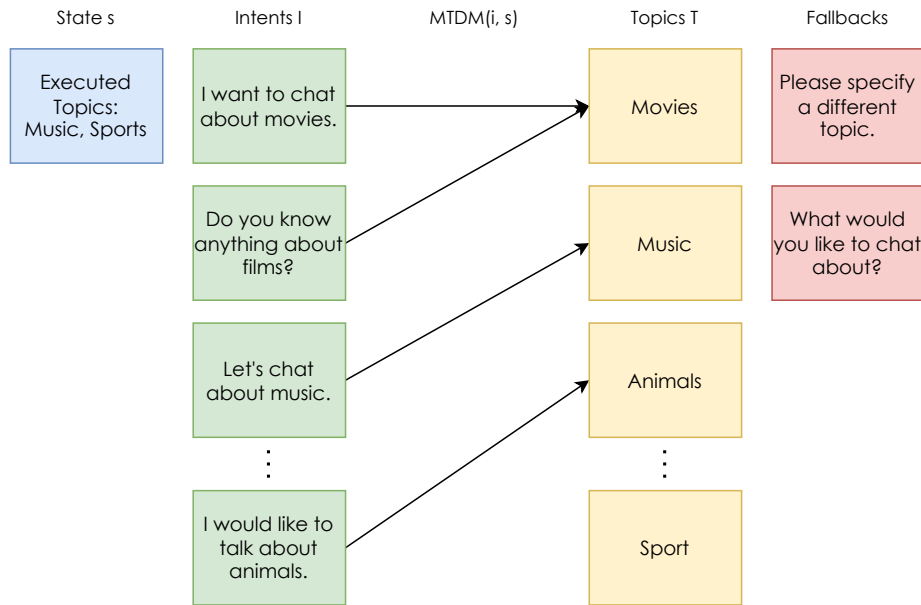 State s
Intents I
MTDM(i, s)
Topics T
Fallbacks
Executed
Topics:
Music, Sports
I want to chat
about movies.
Movies
Please specify
a different
topic.
Do you know
anything about
films?
Music
What would
you like to chat
about?
Let's chat
about music.
Animals
I would like to
talk about
animals.
Sport